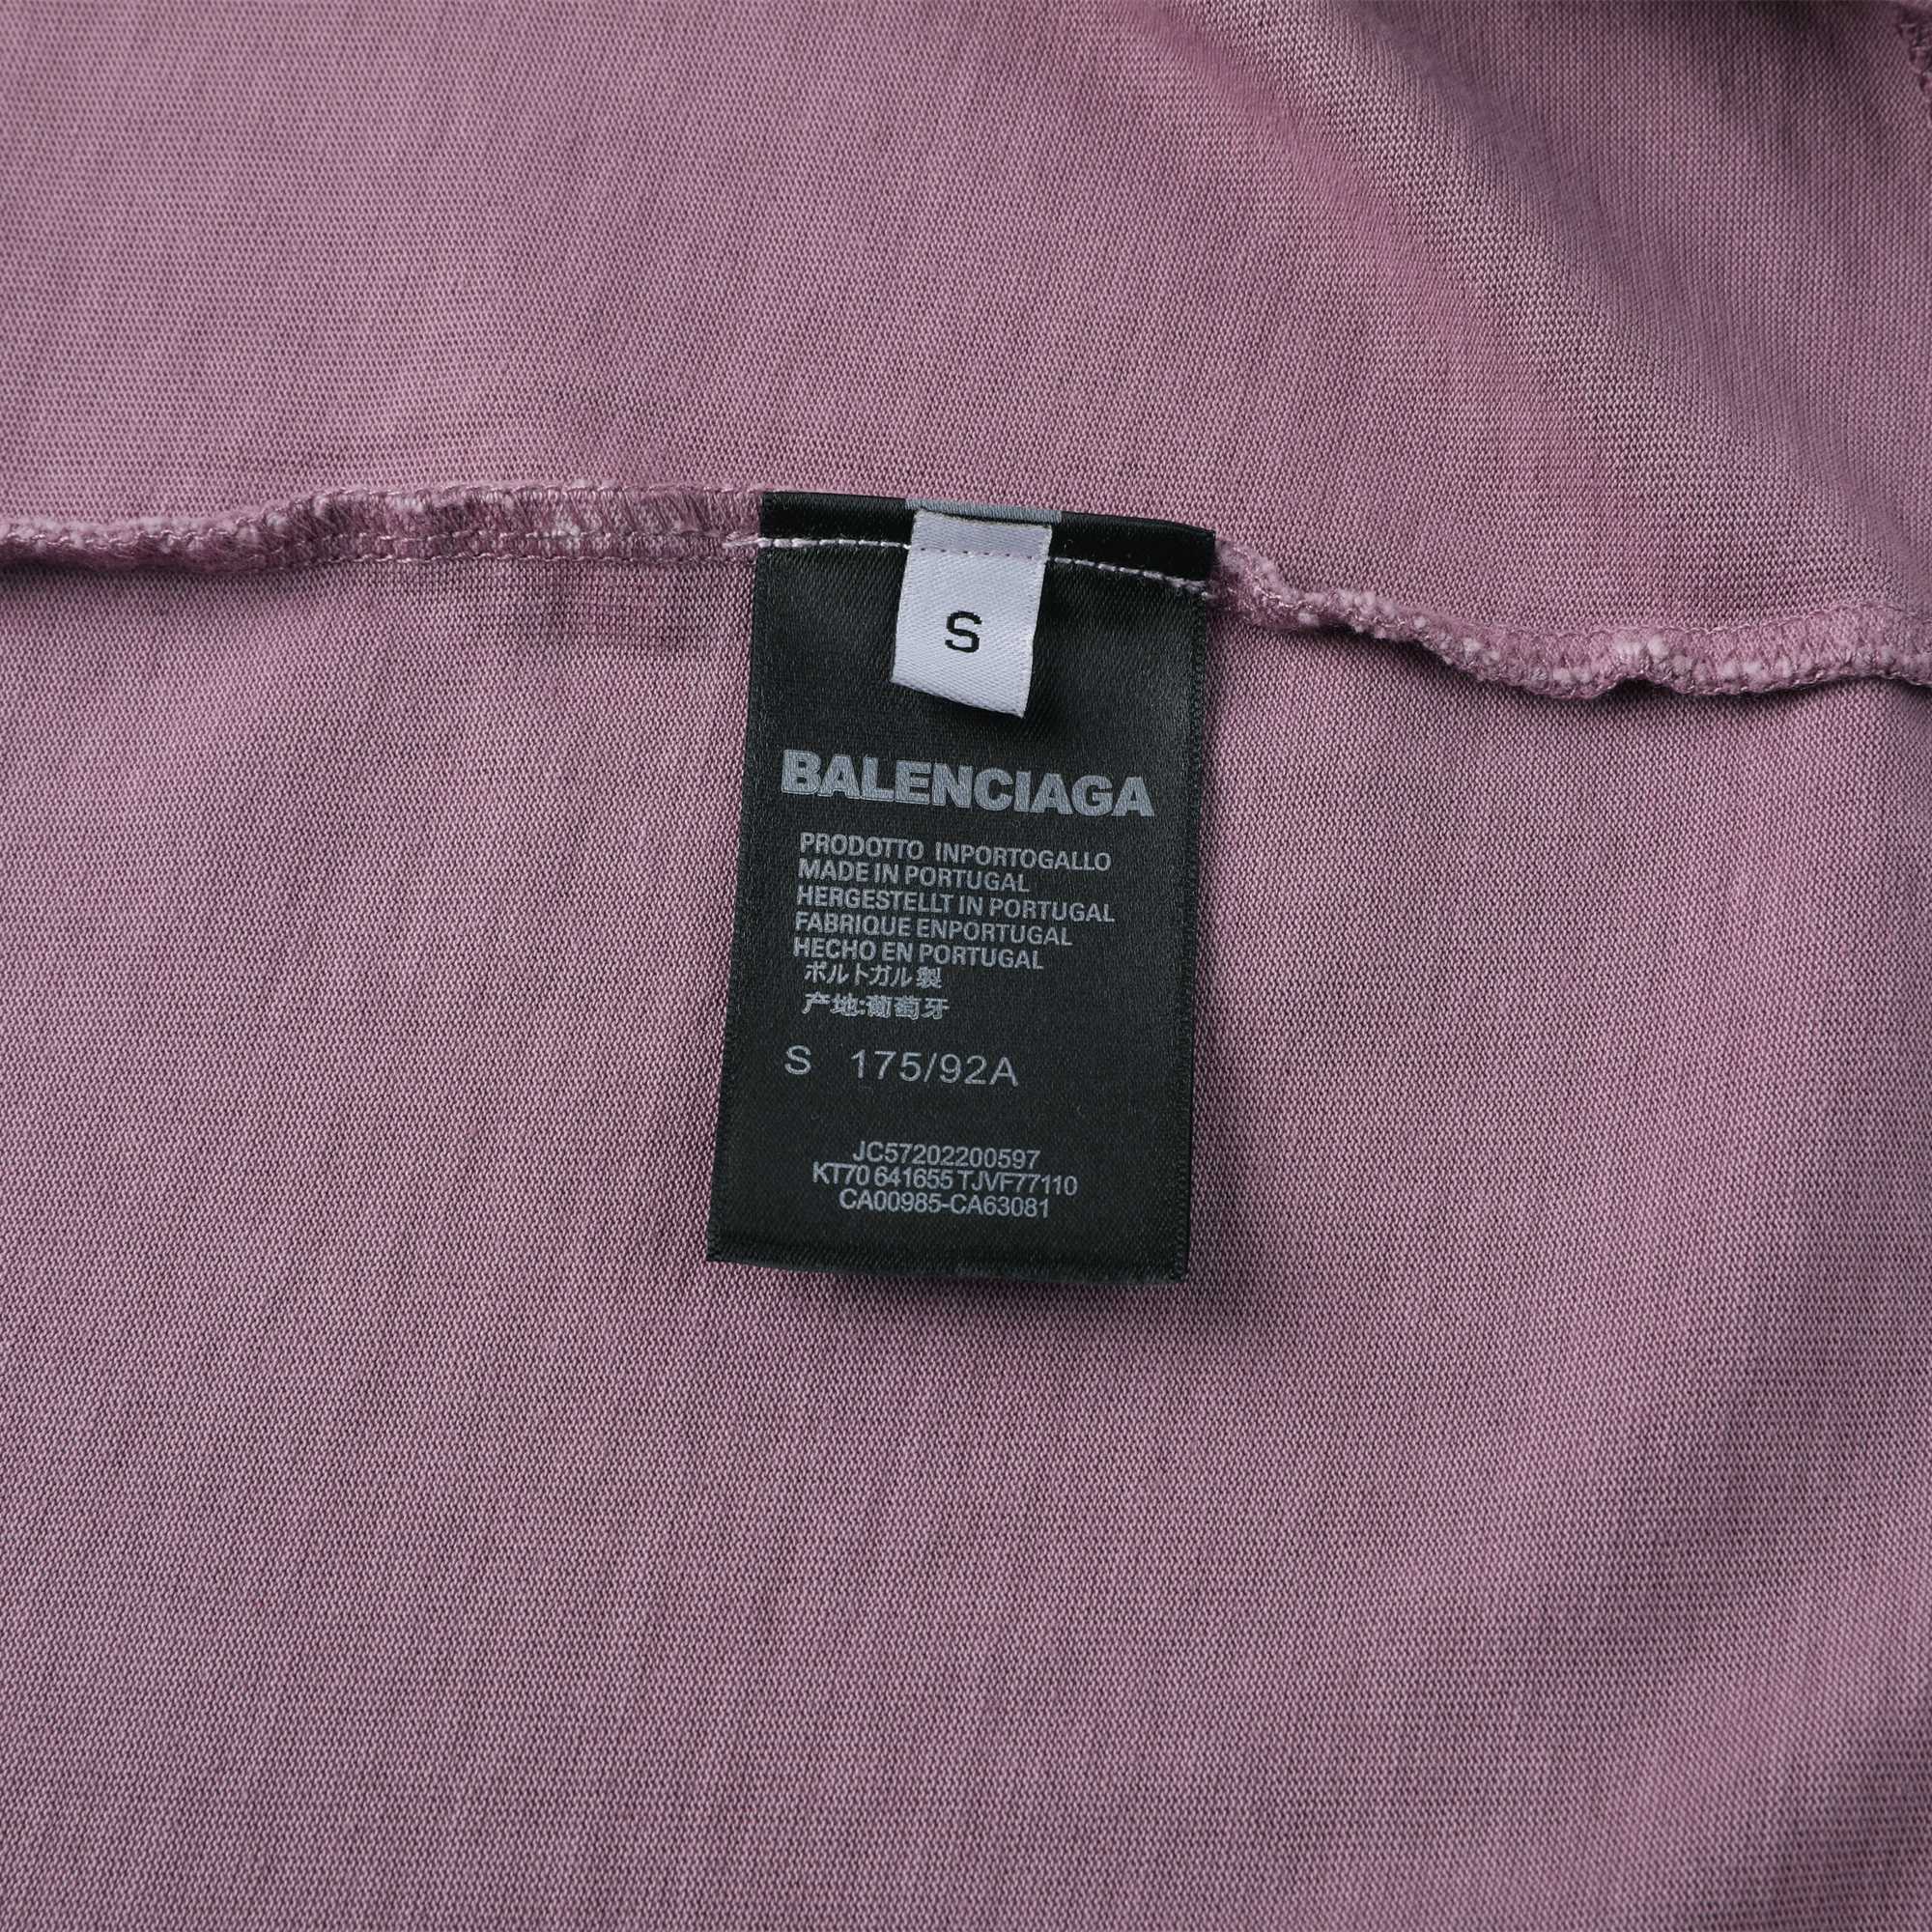 S
BALENCIAGA
PRODOTTO INPORTOGALLO
MADE IN PORTUGAL
HERGESTELLT IN PORTUGAL
FABRIQUE ENPORTUGAL
HECHO EN PORTUGAL
ポルトガル製
产地:葡萄牙
S 175/92A
JC57202200597
KT70 641655 TJVF77110
CA00985-CA63081